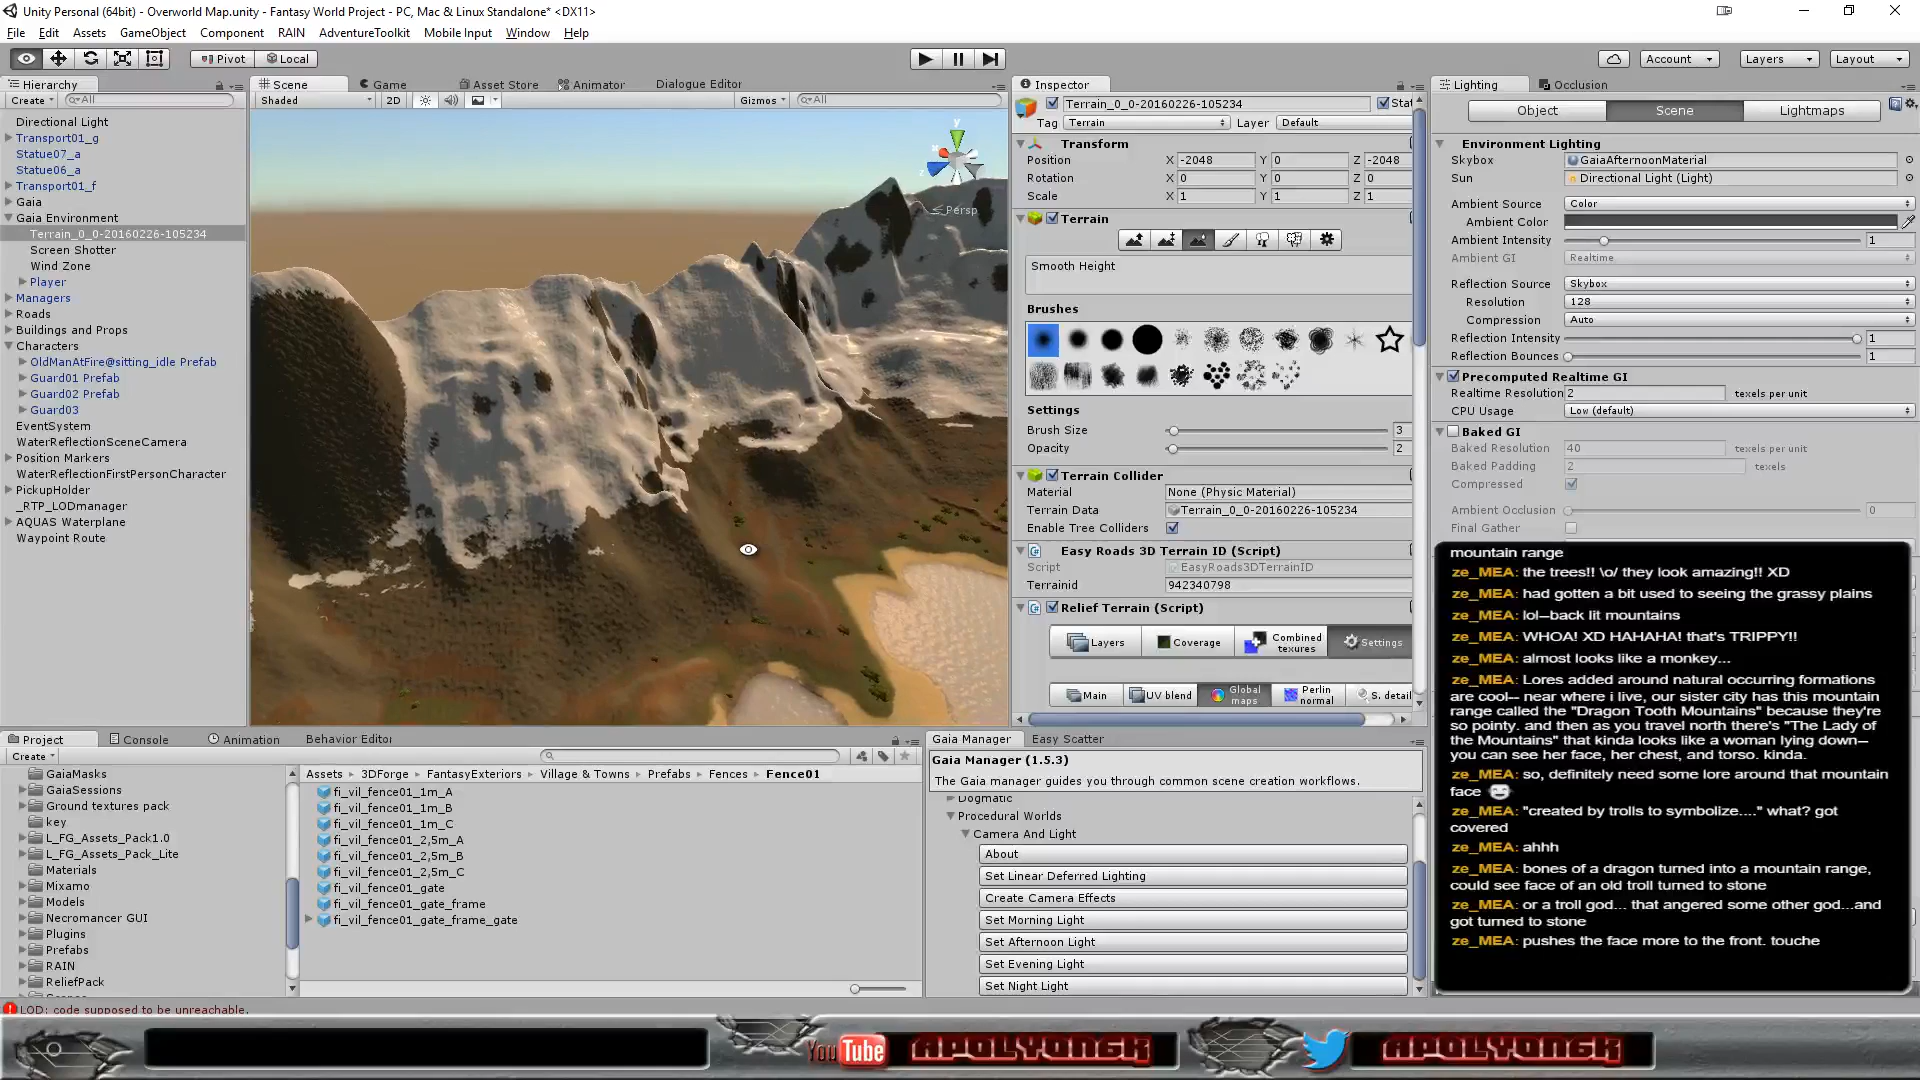 Unity Personal (64bit) - Overworld Map.unity - Fantasy World Project - PC, Mac & Linux Standalone* <DX11>
File Edit Assets GameObject Component RAIN AdventureToolkit Mobile Input Window Help
Pivot Local Account Layers Layout
Hierarchy
Create All
Directional Light
Transport01_g
Statue07_a
Statue06_a
Transport01_f
Gaia
Gaia Environment
Terrain_0_0-20160226-105234
Screen Shotter
Wind Zone
Player
Managers
Roads
Buildings and Props
Characters
OldManAtFire@sitting_idle Prefab
Guard01 Prefab
Guard02 Prefab
Guard03
EventSystem
WaterReflectionSceneCamera
Position Markers
WaterReflectionFirstPersonCharacter
PickupHolder
_RTP_LODmanager
AQUAS Waterplane
Waypoint Route
Scene Game Asset Store Animator Dialogue Editor
Shaded 2D Gizmos All
y
x
z
Persp
Inspector
Terrain_0_0-20160226-105234 Stat
Tag Terrain Layer Default
Transform
Position X -2048 Y 0 Z -2048
Rotation X 0 Y 0 Z 0
Scale X 1 Y 1 Z 1
Terrain
Smooth Height
Brushes
Settings
Brush Size 3
Opacity 2
Terrain Collider
Material None (Physic Material)
Terrain Data Terrain_0_0-20160226-105234
Enable Tree Colliders
Easy Roads 3D Terrain ID (Script)
Script EasyRoads3DTerrainID
Terrainid 942340798
Relief Terrain (Script)
Layers Coverage Combined texures Settings
Main UV blend Global maps Perlin normal S. detail
Lighting Occlusion
Object Scene Lightmaps
Environment Lighting
Skybox GaiaAfternoonMaterial
Sun Directional Light (Light)
Ambient Source Color
Ambient Color
Ambient Intensity 1
Ambient GI Realtime
Reflection Source Skybox
Resolution 128
Compression Auto
Reflection Intensity 1
Reflection Bounces 1
Precomputed Realtime GI
Realtime Resolution 2 texels per unit
CPU Usage Low (default)
Baked GI
Baked Resolution 40 texels per unit
Baked Padding 2 texels
Compressed
Ambient Occlusion 0
Final Gather
mountain range
ze_MEA: the trees!! \o/ they look amazing!! XD
ze_MEA: had gotten a bit used to seeing the grassy plains
ze_MEA: lol--back lit mountains
ze_MEA: WHOA! XD HAHAHA! that's TRIPPY!!
ze_MEA: almost looks like a monkey...
ze_MEA: Lores added around natural occurring formations
are cool-- near where i live, our sister city has this mountain
range called the "Dragon Tooth Mountains" because they're
so pointy. and then as you travel north there's "The Lady of
the Mountains" that kinda looks like a woman lying down--
you can see her face, her chest, and torso. kinda.
ze_MEA: so, definitely need some lore around that mountain
face
ze_MEA: "created by trolls to symbolize...." what? got
covered
ze_MEA: ahhh
ze_MEA: bones of a dragon turned into a mountain range,
could see face of an old troll turned to stone
ze_MEA: or a troll god... that angered some other god...and
got turned to stone
ze_MEA: pushes the face more to the front. touche
Project Console Animation Behavior Editor
Create
GaiaMasks
GaiaSessions
Ground textures pack
key
L_FG_Assets_Pack1.0
L_FG_Assets_Pack_Lite
Materials
Mixamo
Models
Necromancer GUI
Plugins
Prefabs
RAIN
ReliefPack
Assets 3DForge FantasyExteriors Village & Towns Prefabs Fences Fence01
fi_vil_fence01_1m_A
fi_vil_fence01_1m_B
fi_vil_fence01_1m_C
fi_vil_fence01_2,5m_A
fi_vil_fence01_2,5m_B
fi_vil_fence01_2,5m_C
fi_vil_fence01_gate
fi_vil_fence01_gate_frame
fi_vil_fence01_gate_frame_gate
Gaia Manager Easy Scatter
Gaia Manager (1.5.3)
The Gaia manager guides you through common scene creation workflows.
Dogmatic
Procedural Worlds
Camera And Light
About
Set Linear Deferred Lighting
Create Camera Effects
Set Morning Light
Set Afternoon Light
Set Evening Light
Set Night Light
LOD: code supposed to be unreachable.
YouTube APOLYON6K APOLYON6K